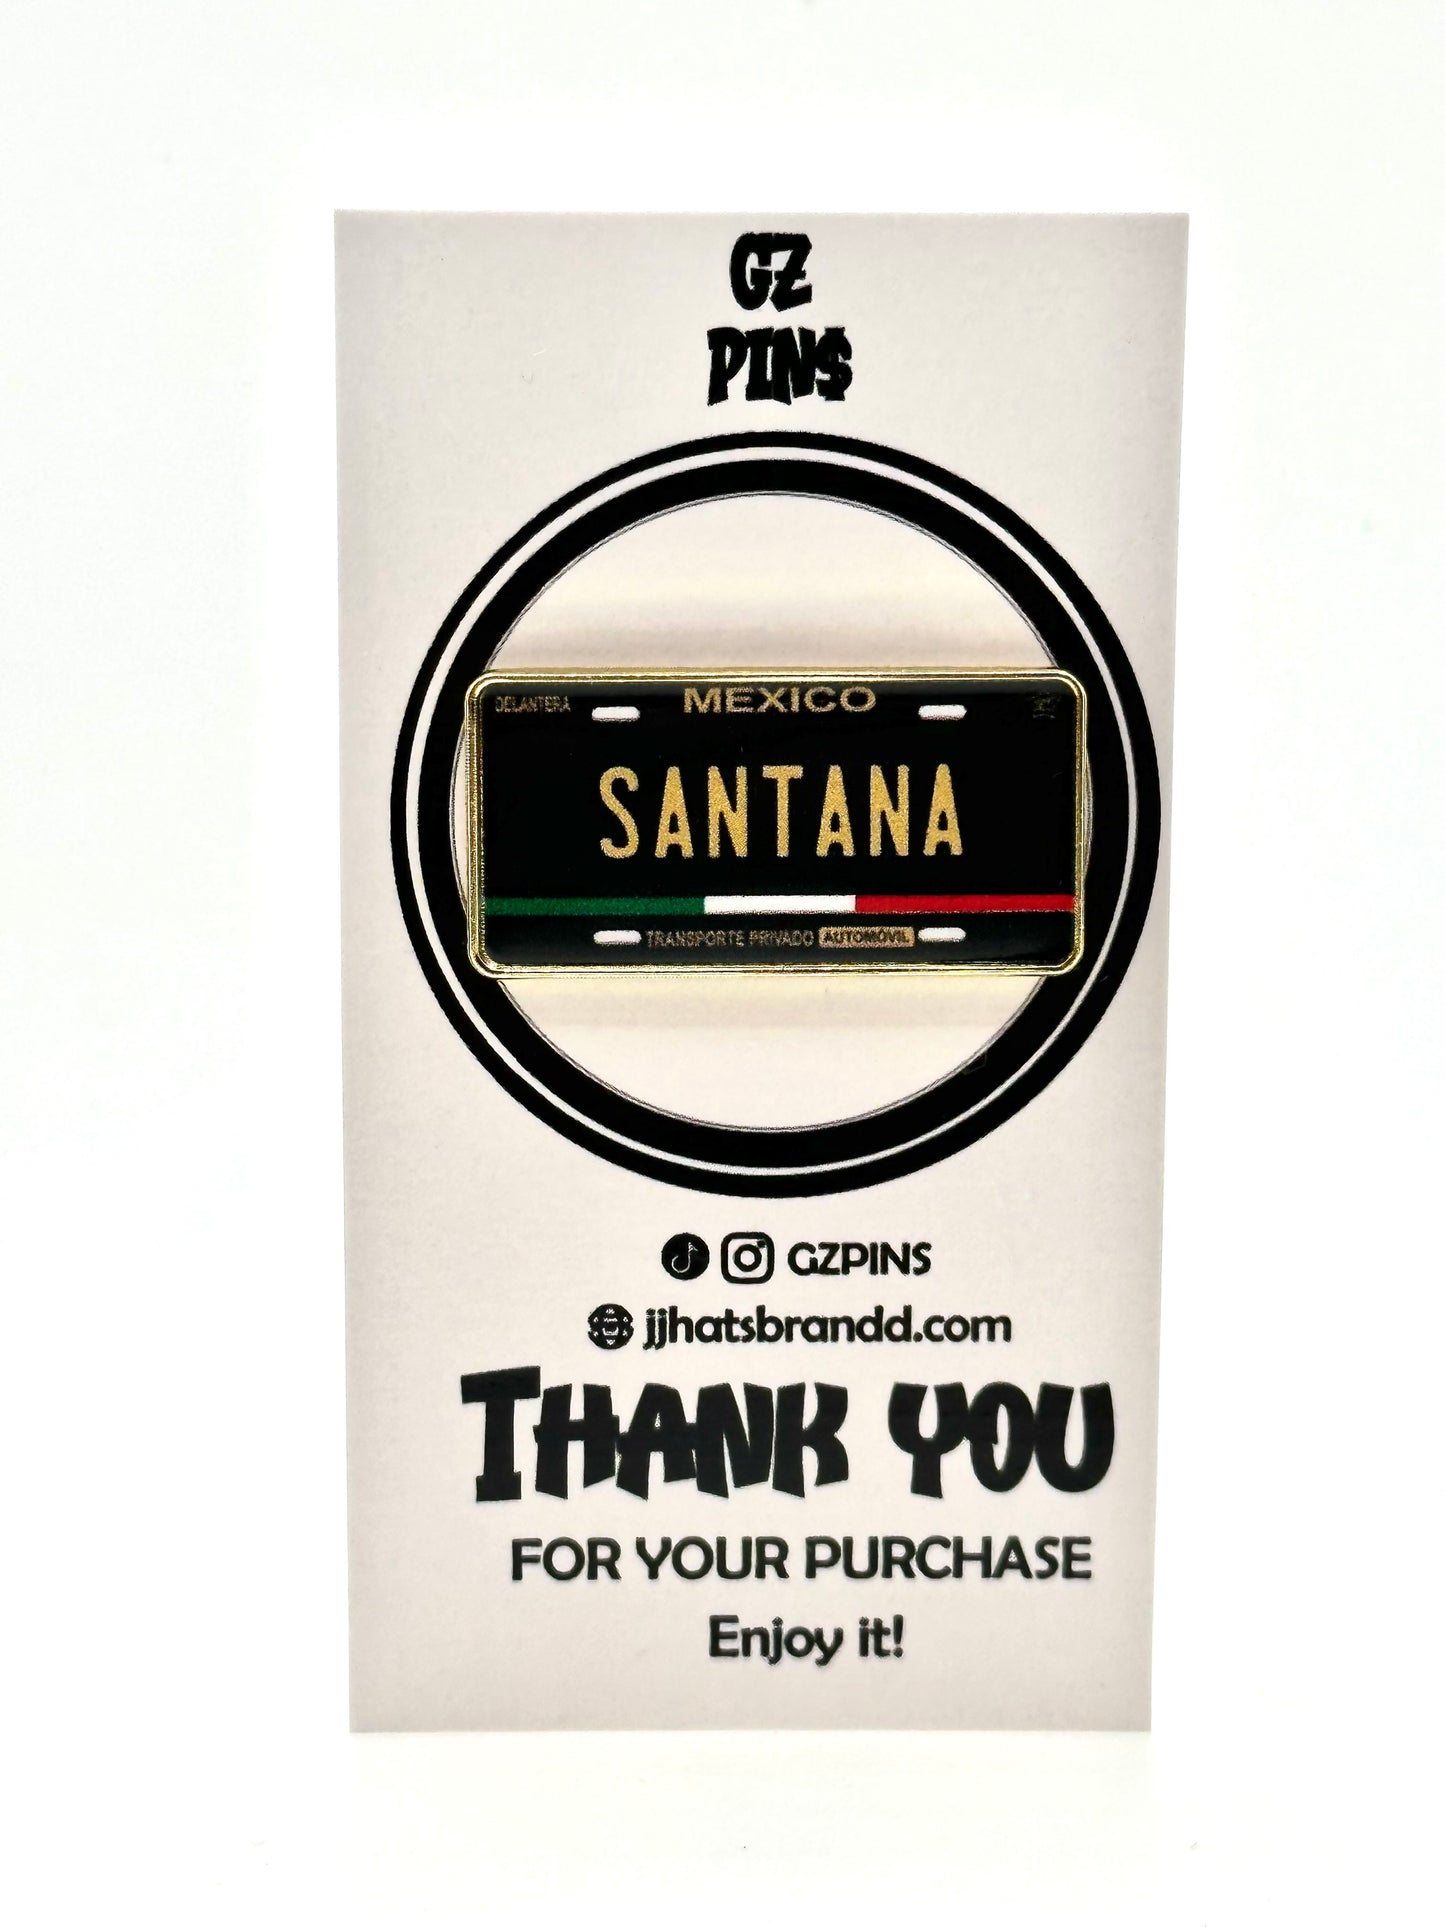 GZ
PIN$
DELANTERA MEXICO
SANTANA
TRANSPORTE PRIVADO AUTOMOVIL
GZPINS
jjhatsbrandd.com
THANK YOU
FOR YOUR PURCHASE
Enjoy it!